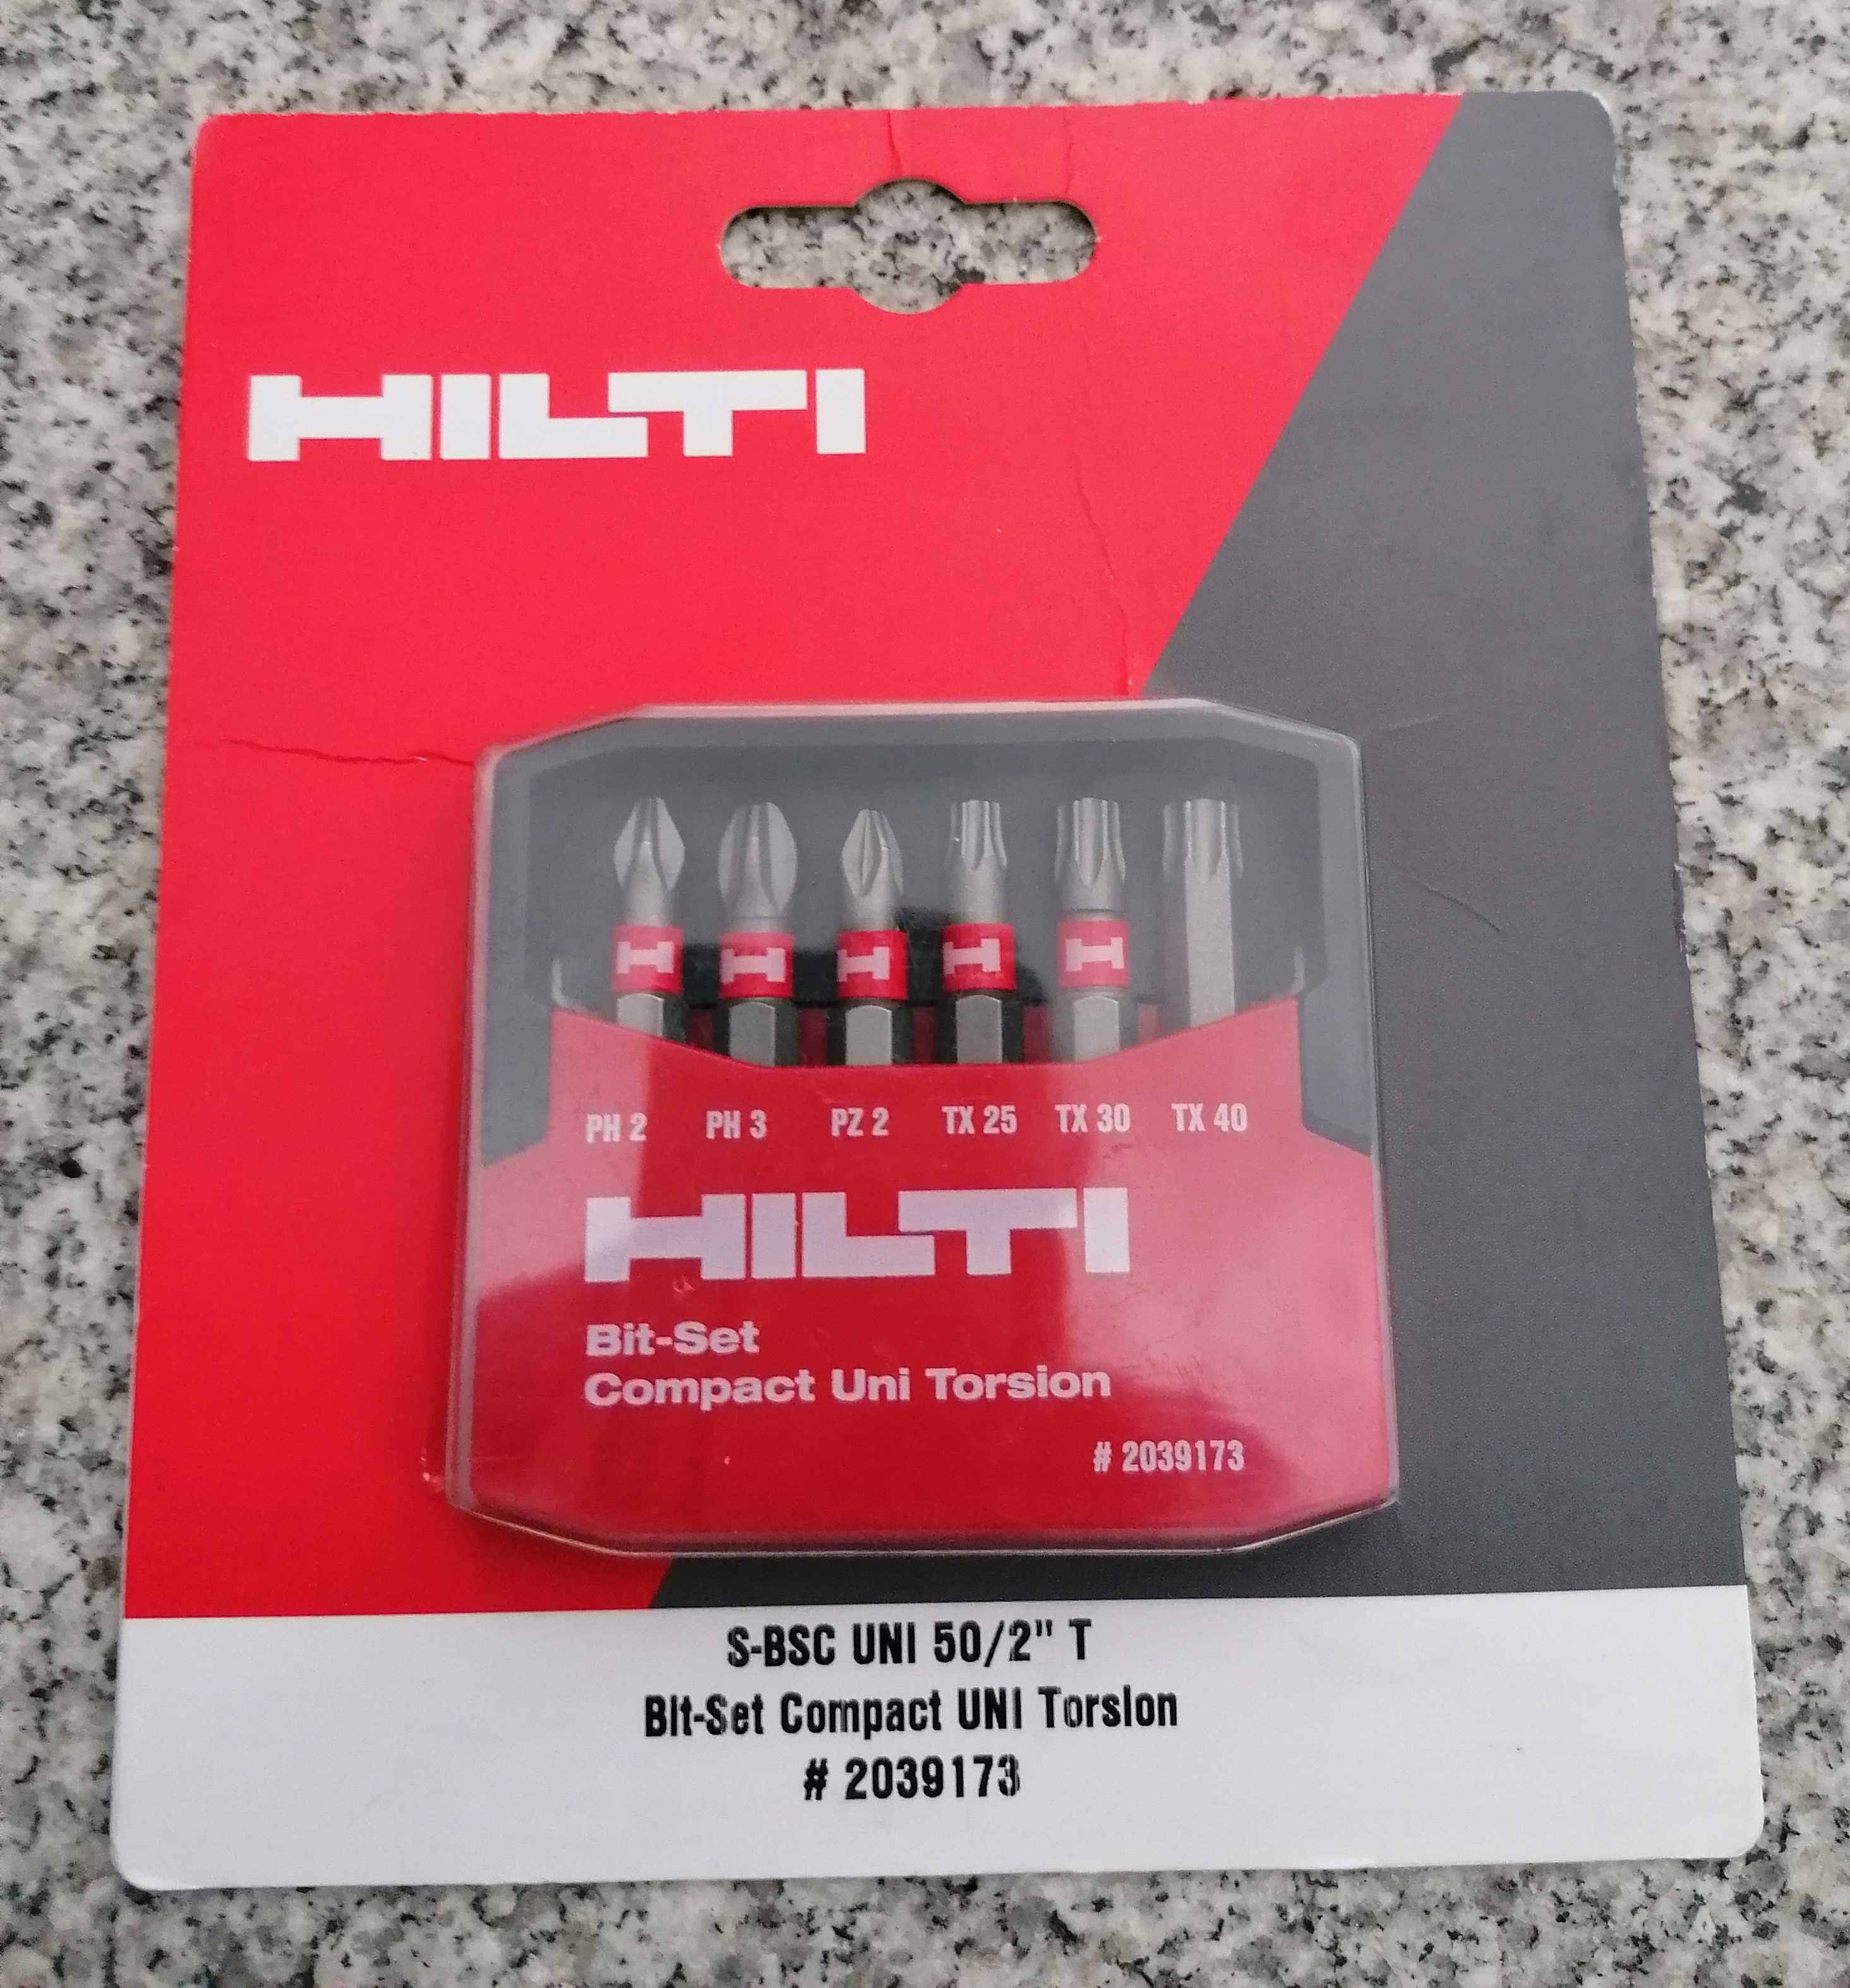 HILTI
PH 2 PH 3 PZ 2 TX 25 TX 30 TX 40
HILTI
Bit-Set
Compact Uni Torsion
# 2039173
S-BSC UNI 50/2" T
Bit-Set Compact UNI Torsion
# 2039173